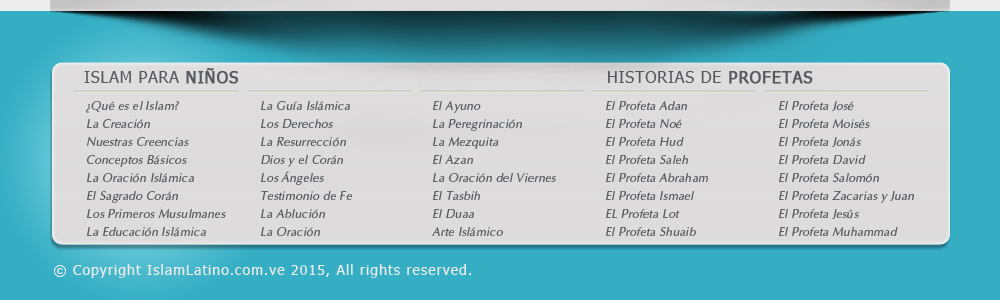 ISLAM PARA NIÑOS
¿Qué es el Islam?
La Creación
Nuestras Creencias
Conceptos Básicos
La Oración Islámica
El Sagrado Corán
Los Primeros Musulmanes
La Educación Islámica
La Guía Islámica
Los Derechos
La Resurrección
Dios y el Corán
Los Ángeles
Testimonio de Fe
La Ablución
La Oración
El Ayuno
La Peregrinación
La Mezquita
El Azan
La Oración del Viernes
El Tasbih
El Duaa
Arte Islámico
HISTORIAS DE PROFETAS
El Profeta Adan
El Profeta Noé
El Profeta Hud
El Profeta Saleh
El Profeta Abraham
El Profeta Ismael
EL Profeta Lot
El Profeta Shuaib
El Profeta José
El Profeta Moisés
El Profeta Jonás
El Profeta David
El Profeta Salomón
El Profeta Zacarias y Juan
El Profeta Jesús
El Profeta Muhammad
© Copyright IslamLatino.com.ve 2015, All rights reserved.